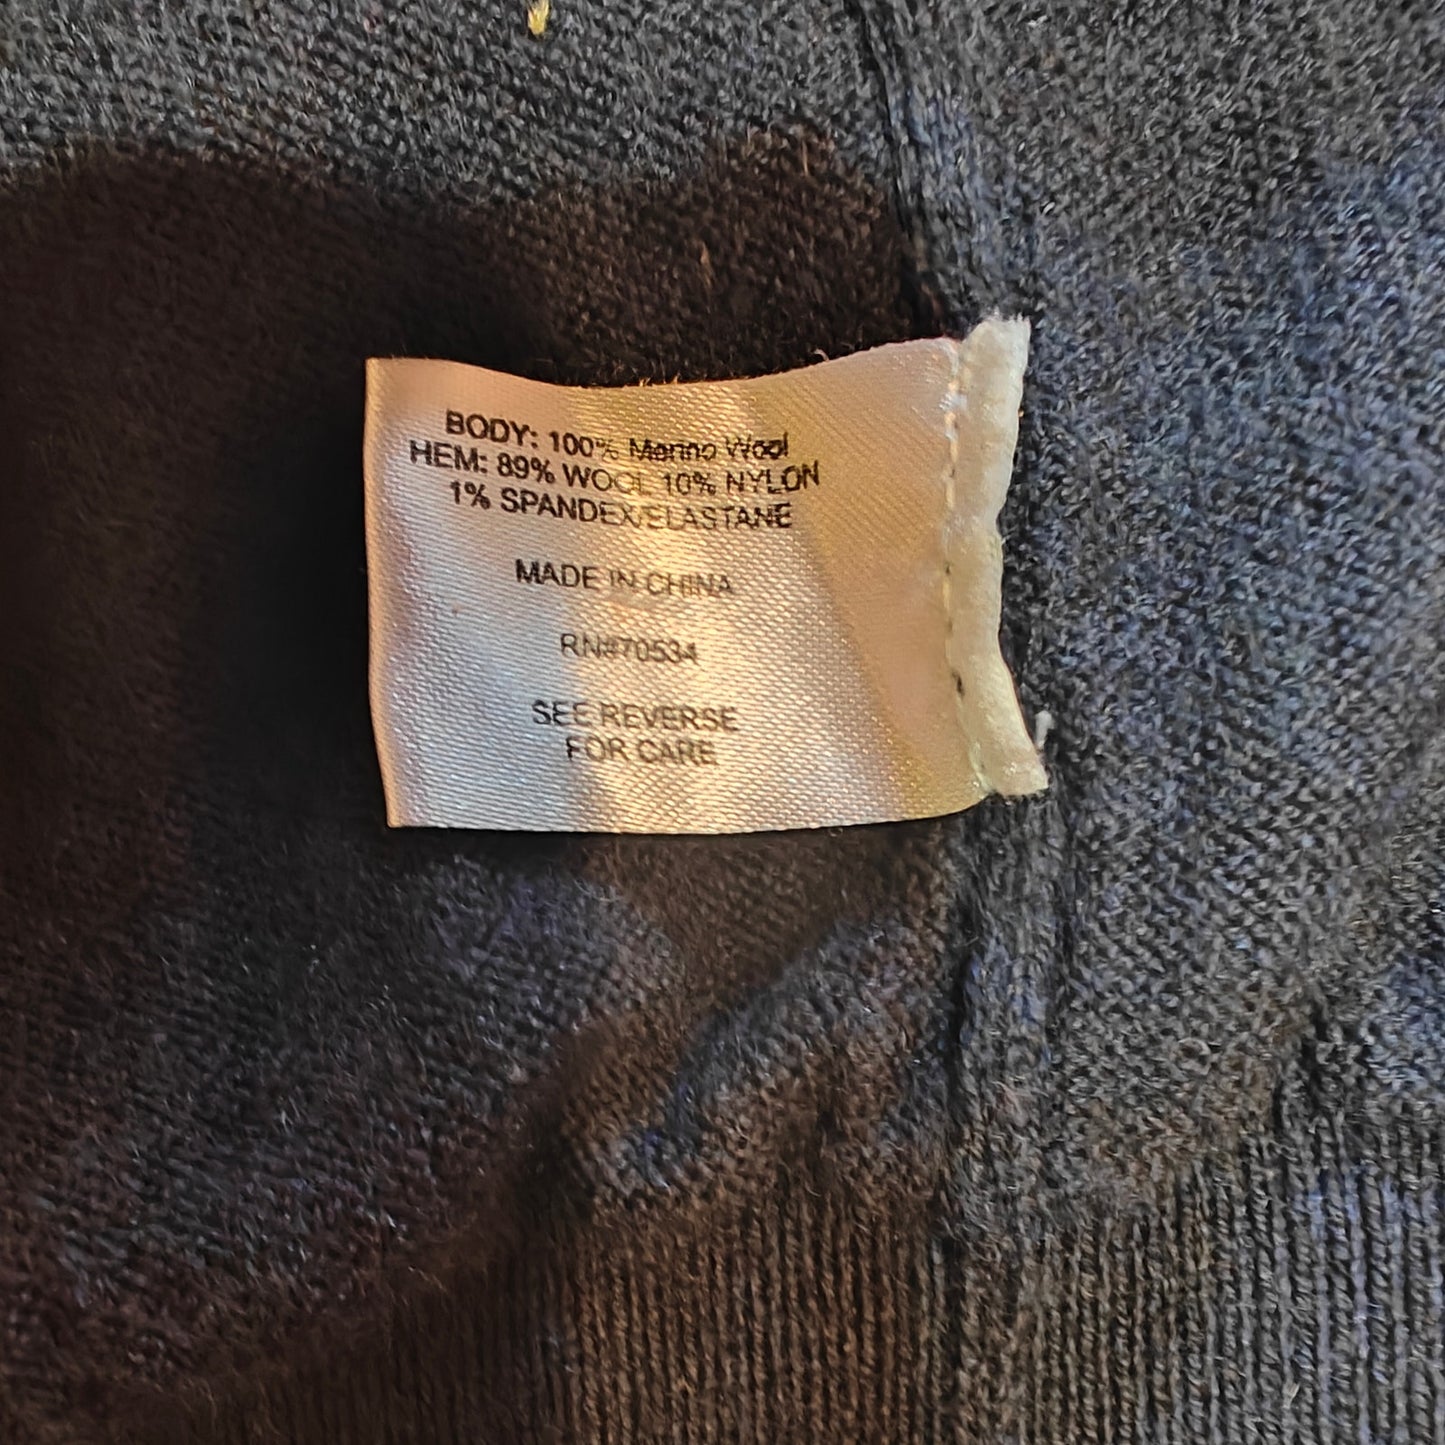 BODY: 100% Merino Wool
HEM: 89% WOOL 10% NYLON
1% SPANDEX/ELASTANE
MADE IN CHINA
RN#70534
SEE REVERSE
FOR CARE